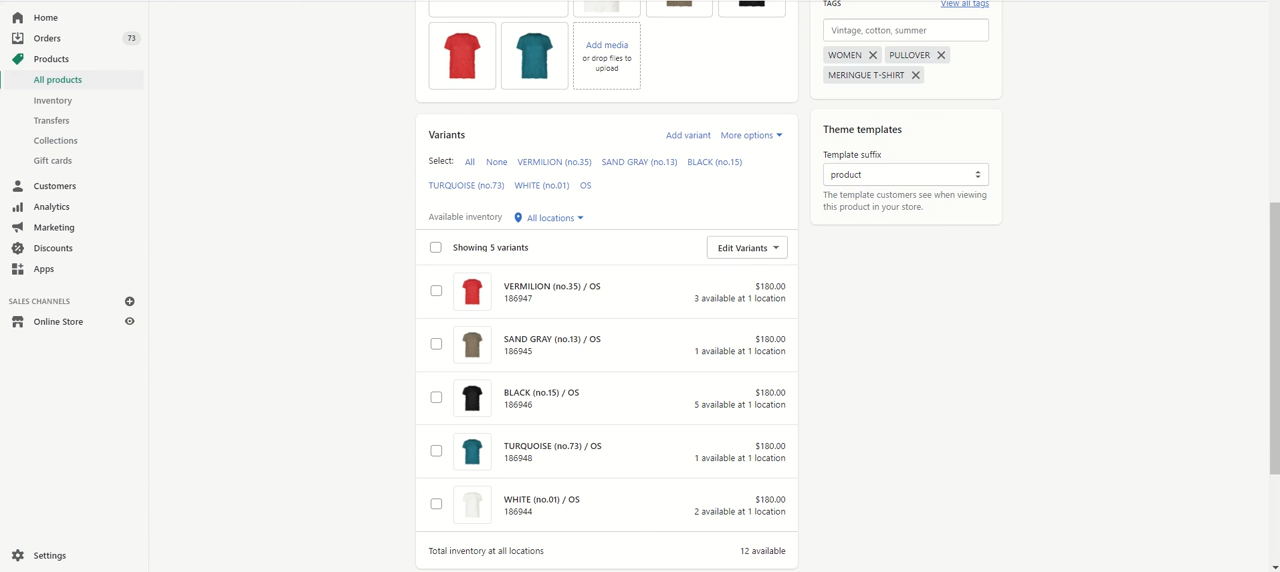 Home
Orders 73
Products
All products
Inventory
Transfers
Collections
Gift cards
Customers
Analytics
Marketing
Discounts
Apps
SALES CHANNELS
Online Store
Settings
Add media
or drop files to
upload
Variants Add variant More options
Select: All None VERMILION (no.35) SAND GRAY (no.13) BLACK (no.15)
TURQUOISE (no.73) WHITE (no.01) OS
Available inventory All locations
Showing 5 variants Edit Variants
VERMILION (no.35) / OS $180.00
186947 3 available at 1 location
SAND GRAY (no.13) / OS $180.00
186945 1 available at 1 location
BLACK (no.15) / OS $180.00
186946 5 available at 1 location
TURQUOISE (no.73) / OS $180.00
186948 1 available at 1 location
WHITE (no.01) / OS $180.00
186944 2 available at 1 location
Total inventory at all locations 12 available
TAGS View all tags
Vintage, cotton, summer
WOMEN PULLOVER
MERINGUE T-SHIRT
Theme templates
Template suffix
product
The template customers see when viewing
this product in your store.